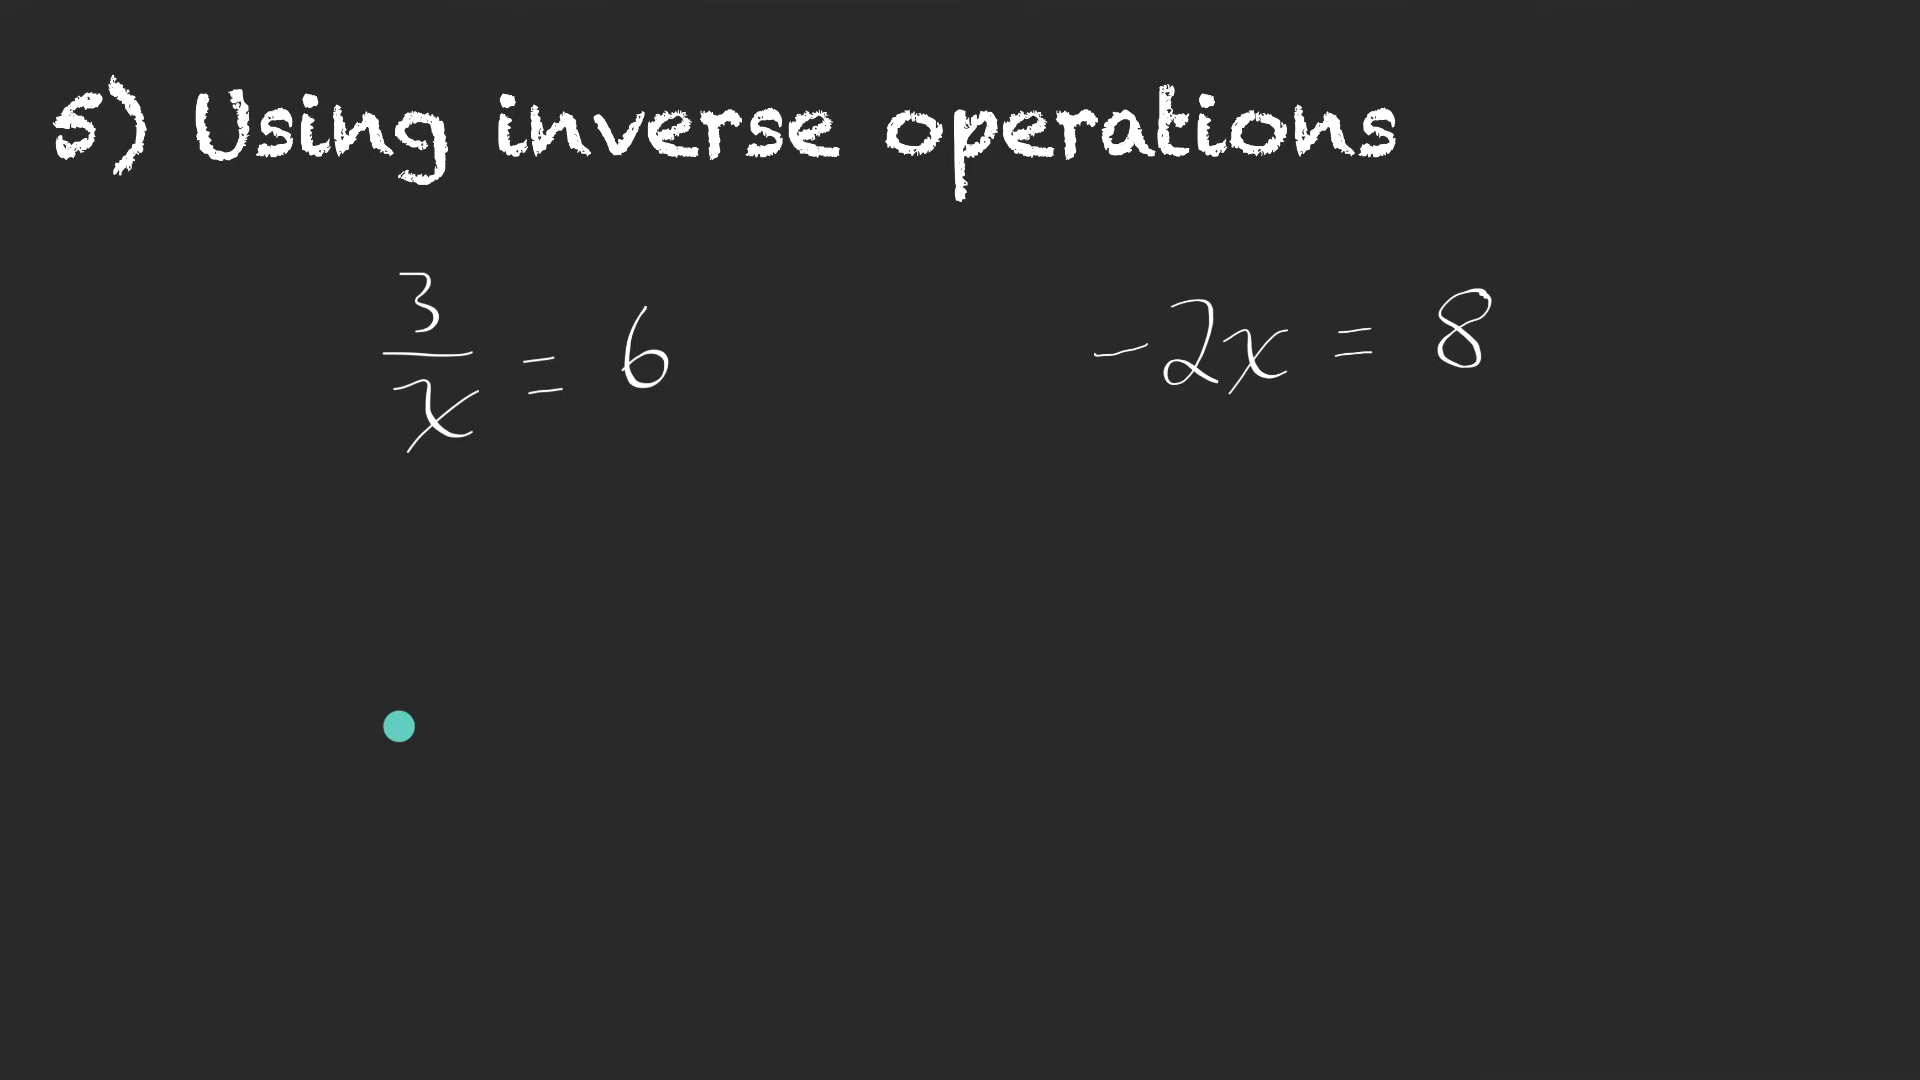 5) Using inverse operations
3/x = 6
-2x = 8